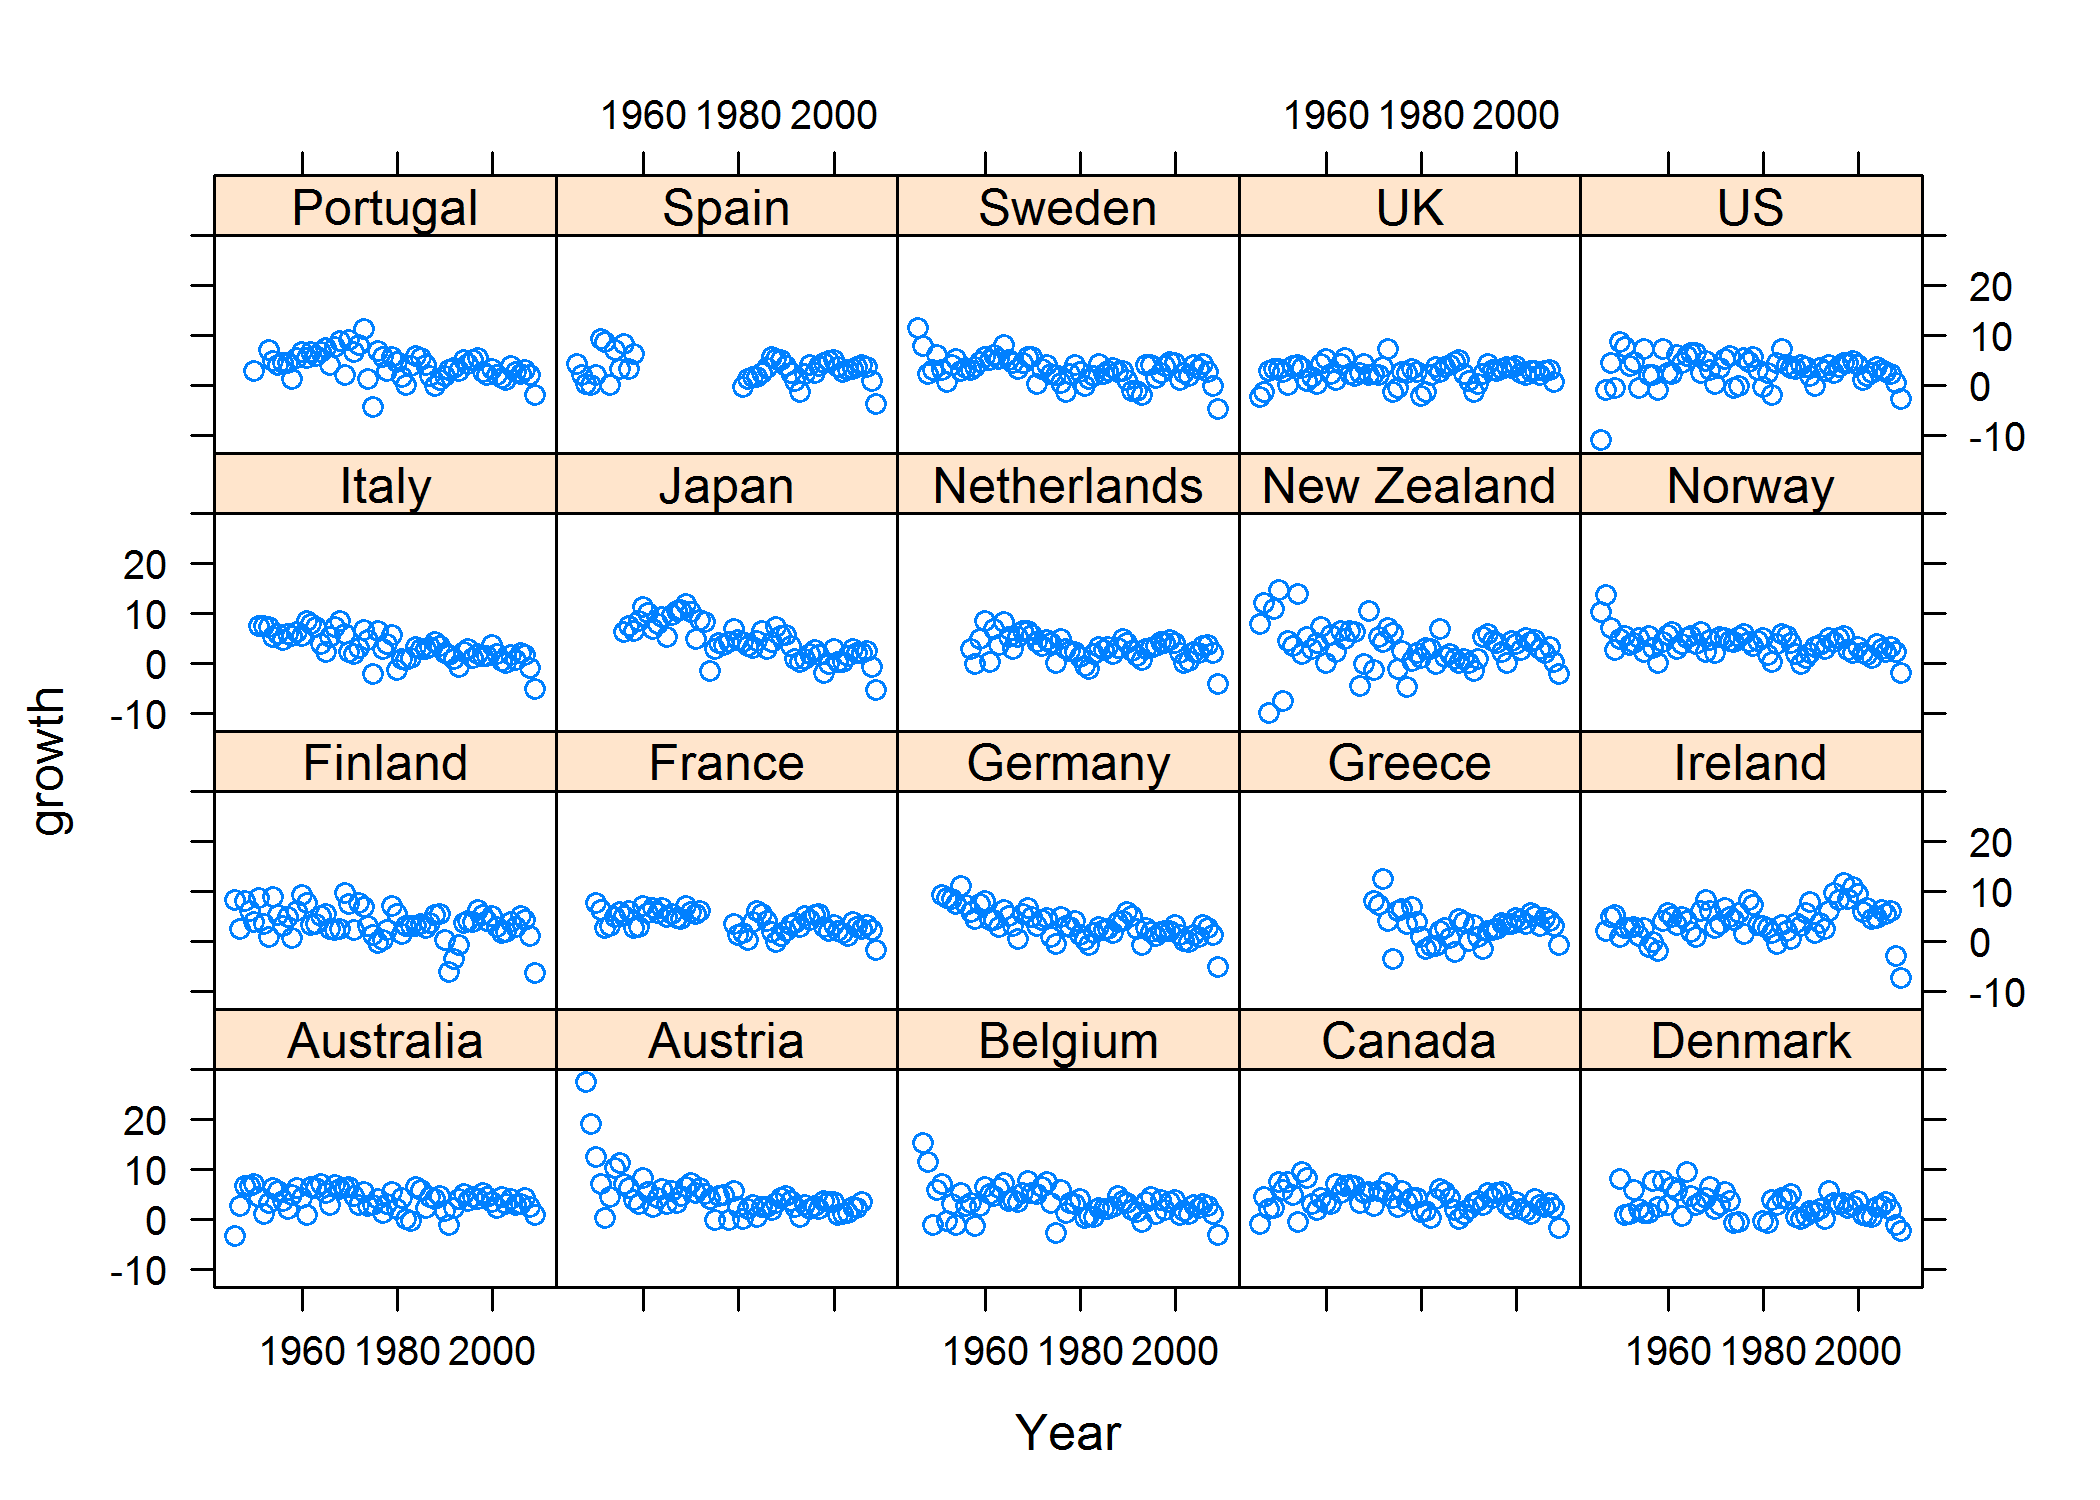 1960 1980 2000 1960 1980 2000
Portugal Spain Sweden UK US
20
10
0
-10
Italy Japan Netherlands New Zealand Norway
20
10
0
-10
growth
Finland France Germany Greece Ireland
20
10
0
-10
Australia Austria Belgium Canada Denmark
20
10
0
-10
1960 1980 2000 1960 1980 2000 1960 1980 2000
Year